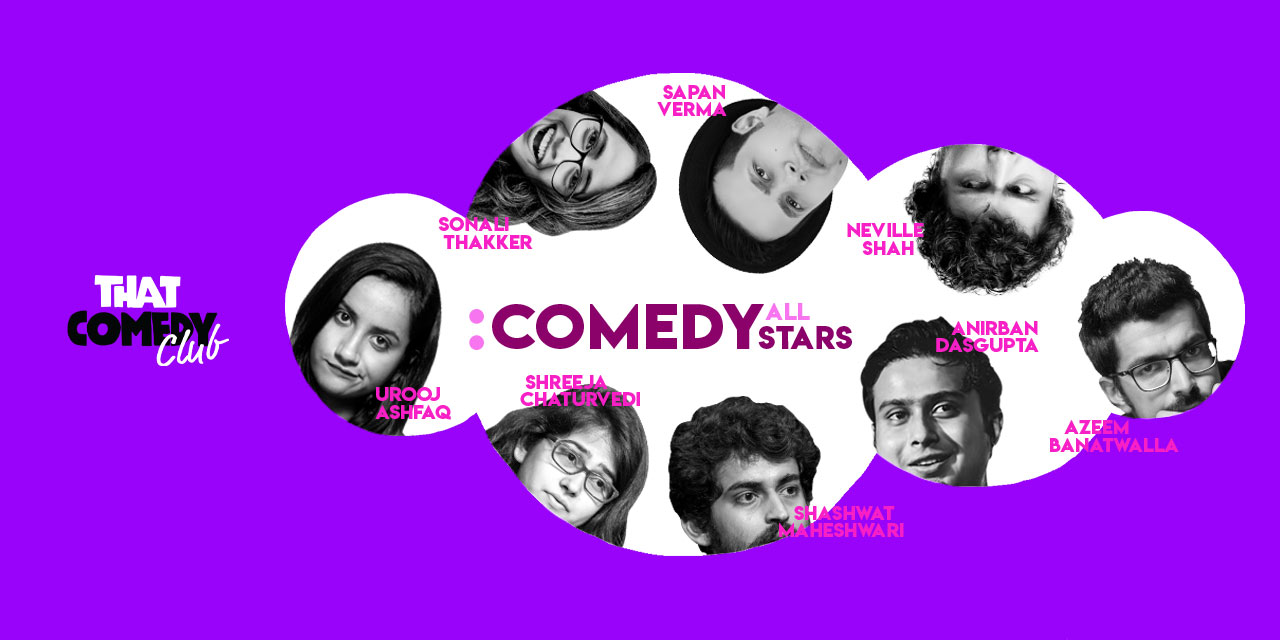 THAT
COMEDY
Club
UROOJ
ASHFAQ
SONALI
THAKKER
SAPAN
VERMA
NEVILLE
SHAH
:COMEDY ALL
STARS
SHREEJA
CHATURVEDI
SHASHWAT
MAHESHWARI
ANIRBAN
DASGUPTA
AZEEM
BANATWALLA